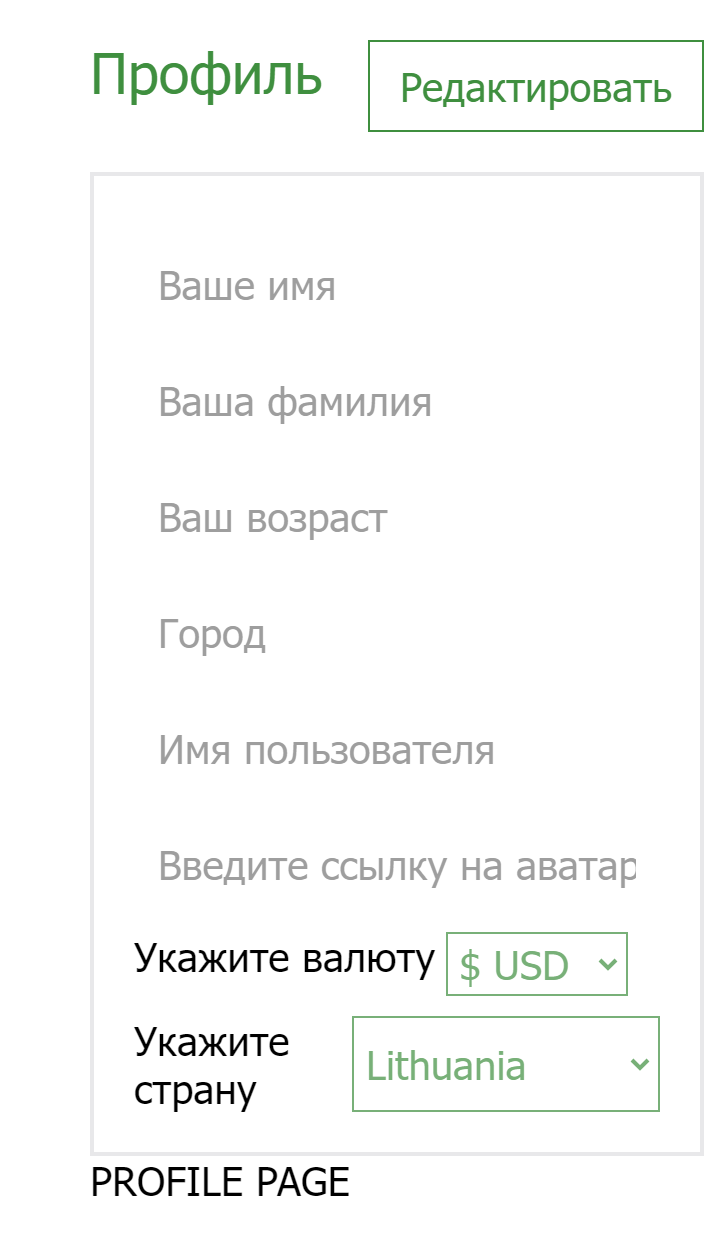 Профиль
Редактировать
Ваше имя
Ваша фамилия
Ваш возраст
Город
Имя пользователя
Введите ссылку на аватар
Укажите валюту $ USD
Укажите
страну
Lithuania
PROFILE PAGE